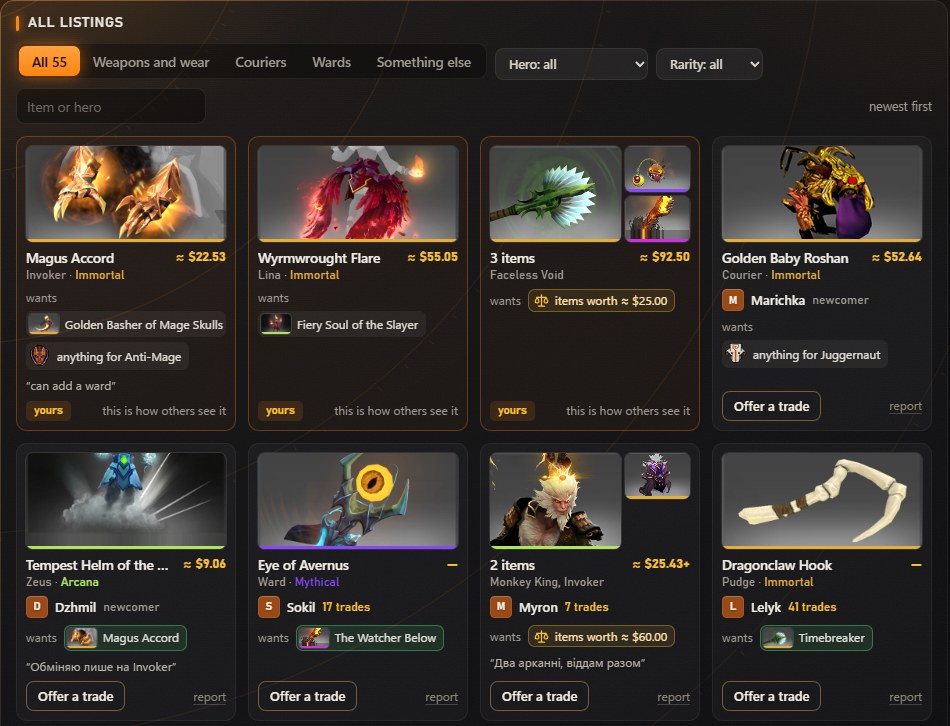 ALL LISTINGS
All 55 Weapons and wear Couriers Wards Something else Hero: all Rarity: all
Item or hero newest first
Magus Accord ≈ $22.53
Invoker · Immortal
wants
Golden Basher of Mage Skulls
anything for Anti-Mage
"can add a ward"
yours this is how others see it
Wyrmwrought Flare ≈ $55.05
Lina · Immortal
wants
Fiery Soul of the Slayer
yours this is how others see it
3 items ≈ $92.50
Faceless Void
wants items worth ≈ $25.00
yours this is how others see it
Golden Baby Roshan ≈ $52.64
Courier · Immortal
M Marichka newcomer
wants
anything for Juggernaut
Offer a trade report
Tempest Helm of the ... ≈ $9.06
Zeus · Arcana
D Dzhmil newcomer
wants Magus Accord
"Обміняю лише на Invoker"
Offer a trade report
Eye of Avernus —
Ward · Mythical
S Sokil 17 trades
wants The Watcher Below
Offer a trade report
2 items ≈ $25.43+
Monkey King, Invoker
M Myron 7 trades
wants items worth ≈ $60.00
"Два арканні, віддам разом"
Offer a trade report
Dragonclaw Hook —
Pudge · Immortal
L Lelyk 41 trades
wants Timebreaker
Offer a trade report